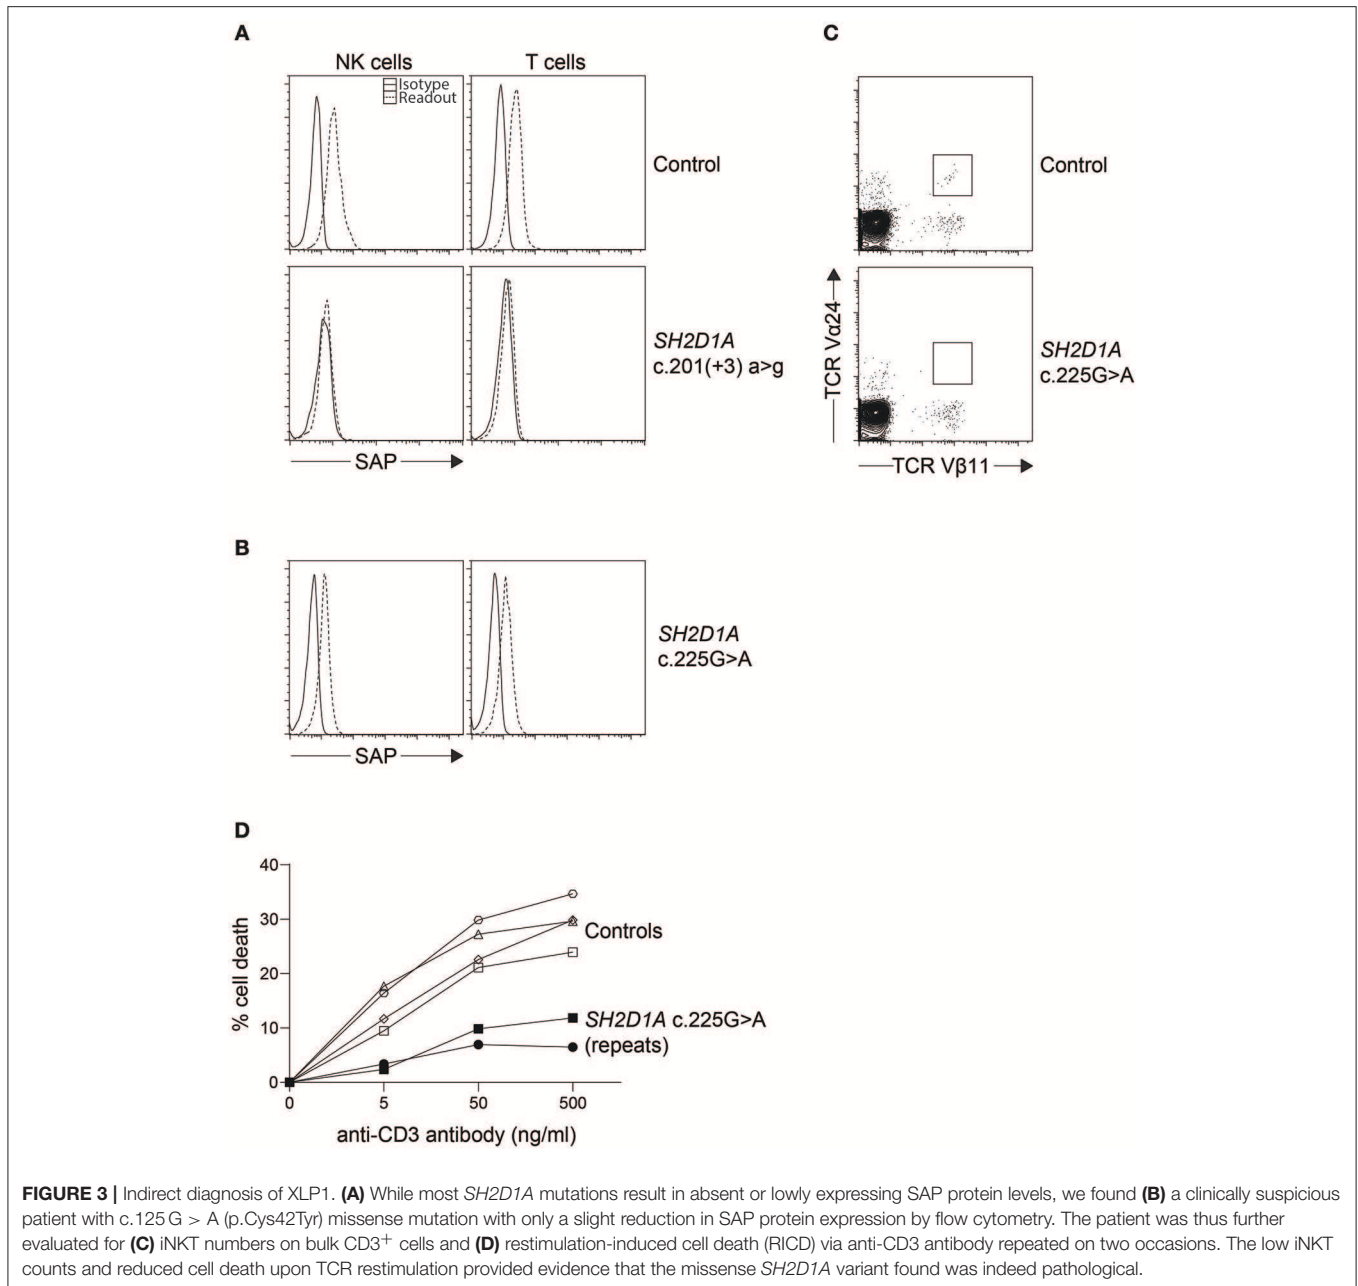 A
NK cells
T cells
Isotype
Readout
Control
SH2D1A
c.201(+3) a>g
SAP
B
SH2D1A
c.225G>A
SAP
C
Control
TCR Vα24
SH2D1A
c.225G>A
TCR Vβ11
D
40
30
20
10
0
% cell death
Controls
SH2D1A c.225G>A
(repeats)
0 5 50 500
anti-CD3 antibody (ng/ml)
FIGURE 3 | Indirect diagnosis of XLP1. (A) While most SH2D1A mutations result in absent or lowly expressing SAP protein levels, we found (B) a clinically suspicious
patient with c.125 G > A (p.Cys42Tyr) missense mutation with only a slight reduction in SAP protein expression by flow cytometry. The patient was thus further
evaluated for (C) iNKT numbers on bulk CD3+ cells and (D) restimulation-induced cell death (RICD) via anti-CD3 antibody repeated on two occasions. The low iNKT
counts and reduced cell death upon TCR restimulation provided evidence that the missense SH2D1A variant found was indeed pathological.